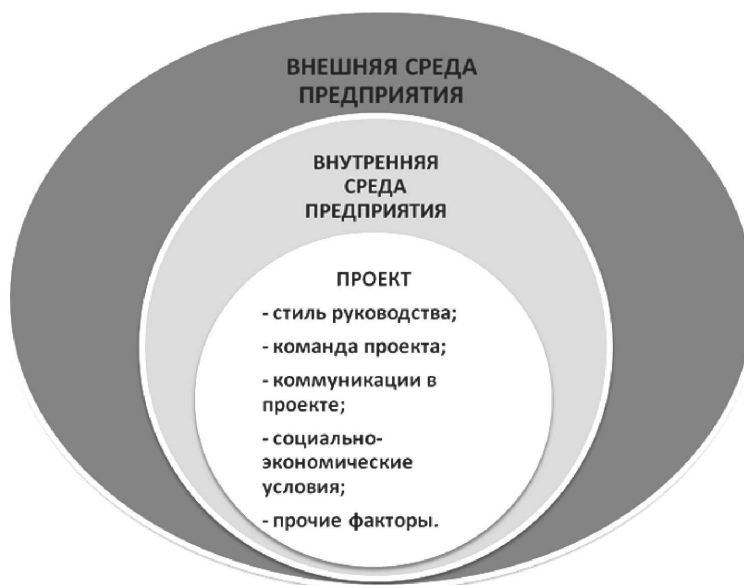 ВНЕШНЯЯ СРЕДА
ПРЕДПРИЯТИЯ
ВНУТРЕННЯЯ
СРЕДА
ПРЕДПРИЯТИЯ
ПРОЕКТ
- стиль руководства;
- команда проекта;
- коммуникации в
проекте;
- социально-
экономические
условия;
- прочие факторы.